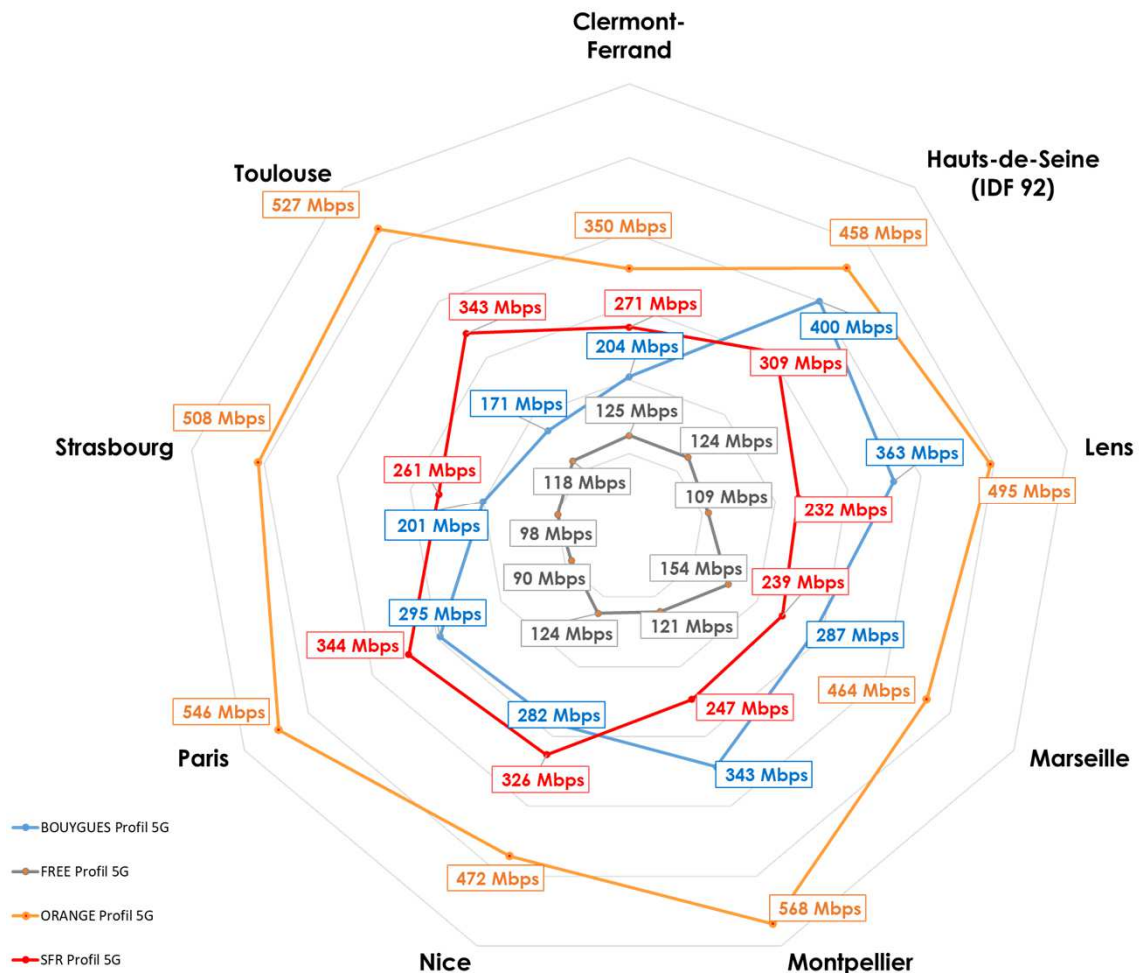 Clermont-
Ferrand
Hauts-de-Seine
(IDF 92)
Toulouse
527 Mbps
350 Mbps
458 Mbps
343 Mbps
271 Mbps
400 Mbps
204 Mbps
309 Mbps
171 Mbps
125 Mbps
124 Mbps
508 Mbps
Strasbourg
363 Mbps
Lens
261 Mbps
118 Mbps
109 Mbps
495 Mbps
201 Mbps
98 Mbps
232 Mbps
90 Mbps
154 Mbps
239 Mbps
295 Mbps
124 Mbps
121 Mbps
287 Mbps
344 Mbps
464 Mbps
546 Mbps
282 Mbps
247 Mbps
Paris
326 Mbps
343 Mbps
Marseille
BOUYGUES Profil 5G
FREE Profil 5G
472 Mbps
568 Mbps
ORANGE Profil 5G
SFR Profil 5G
Nice
Montpellier